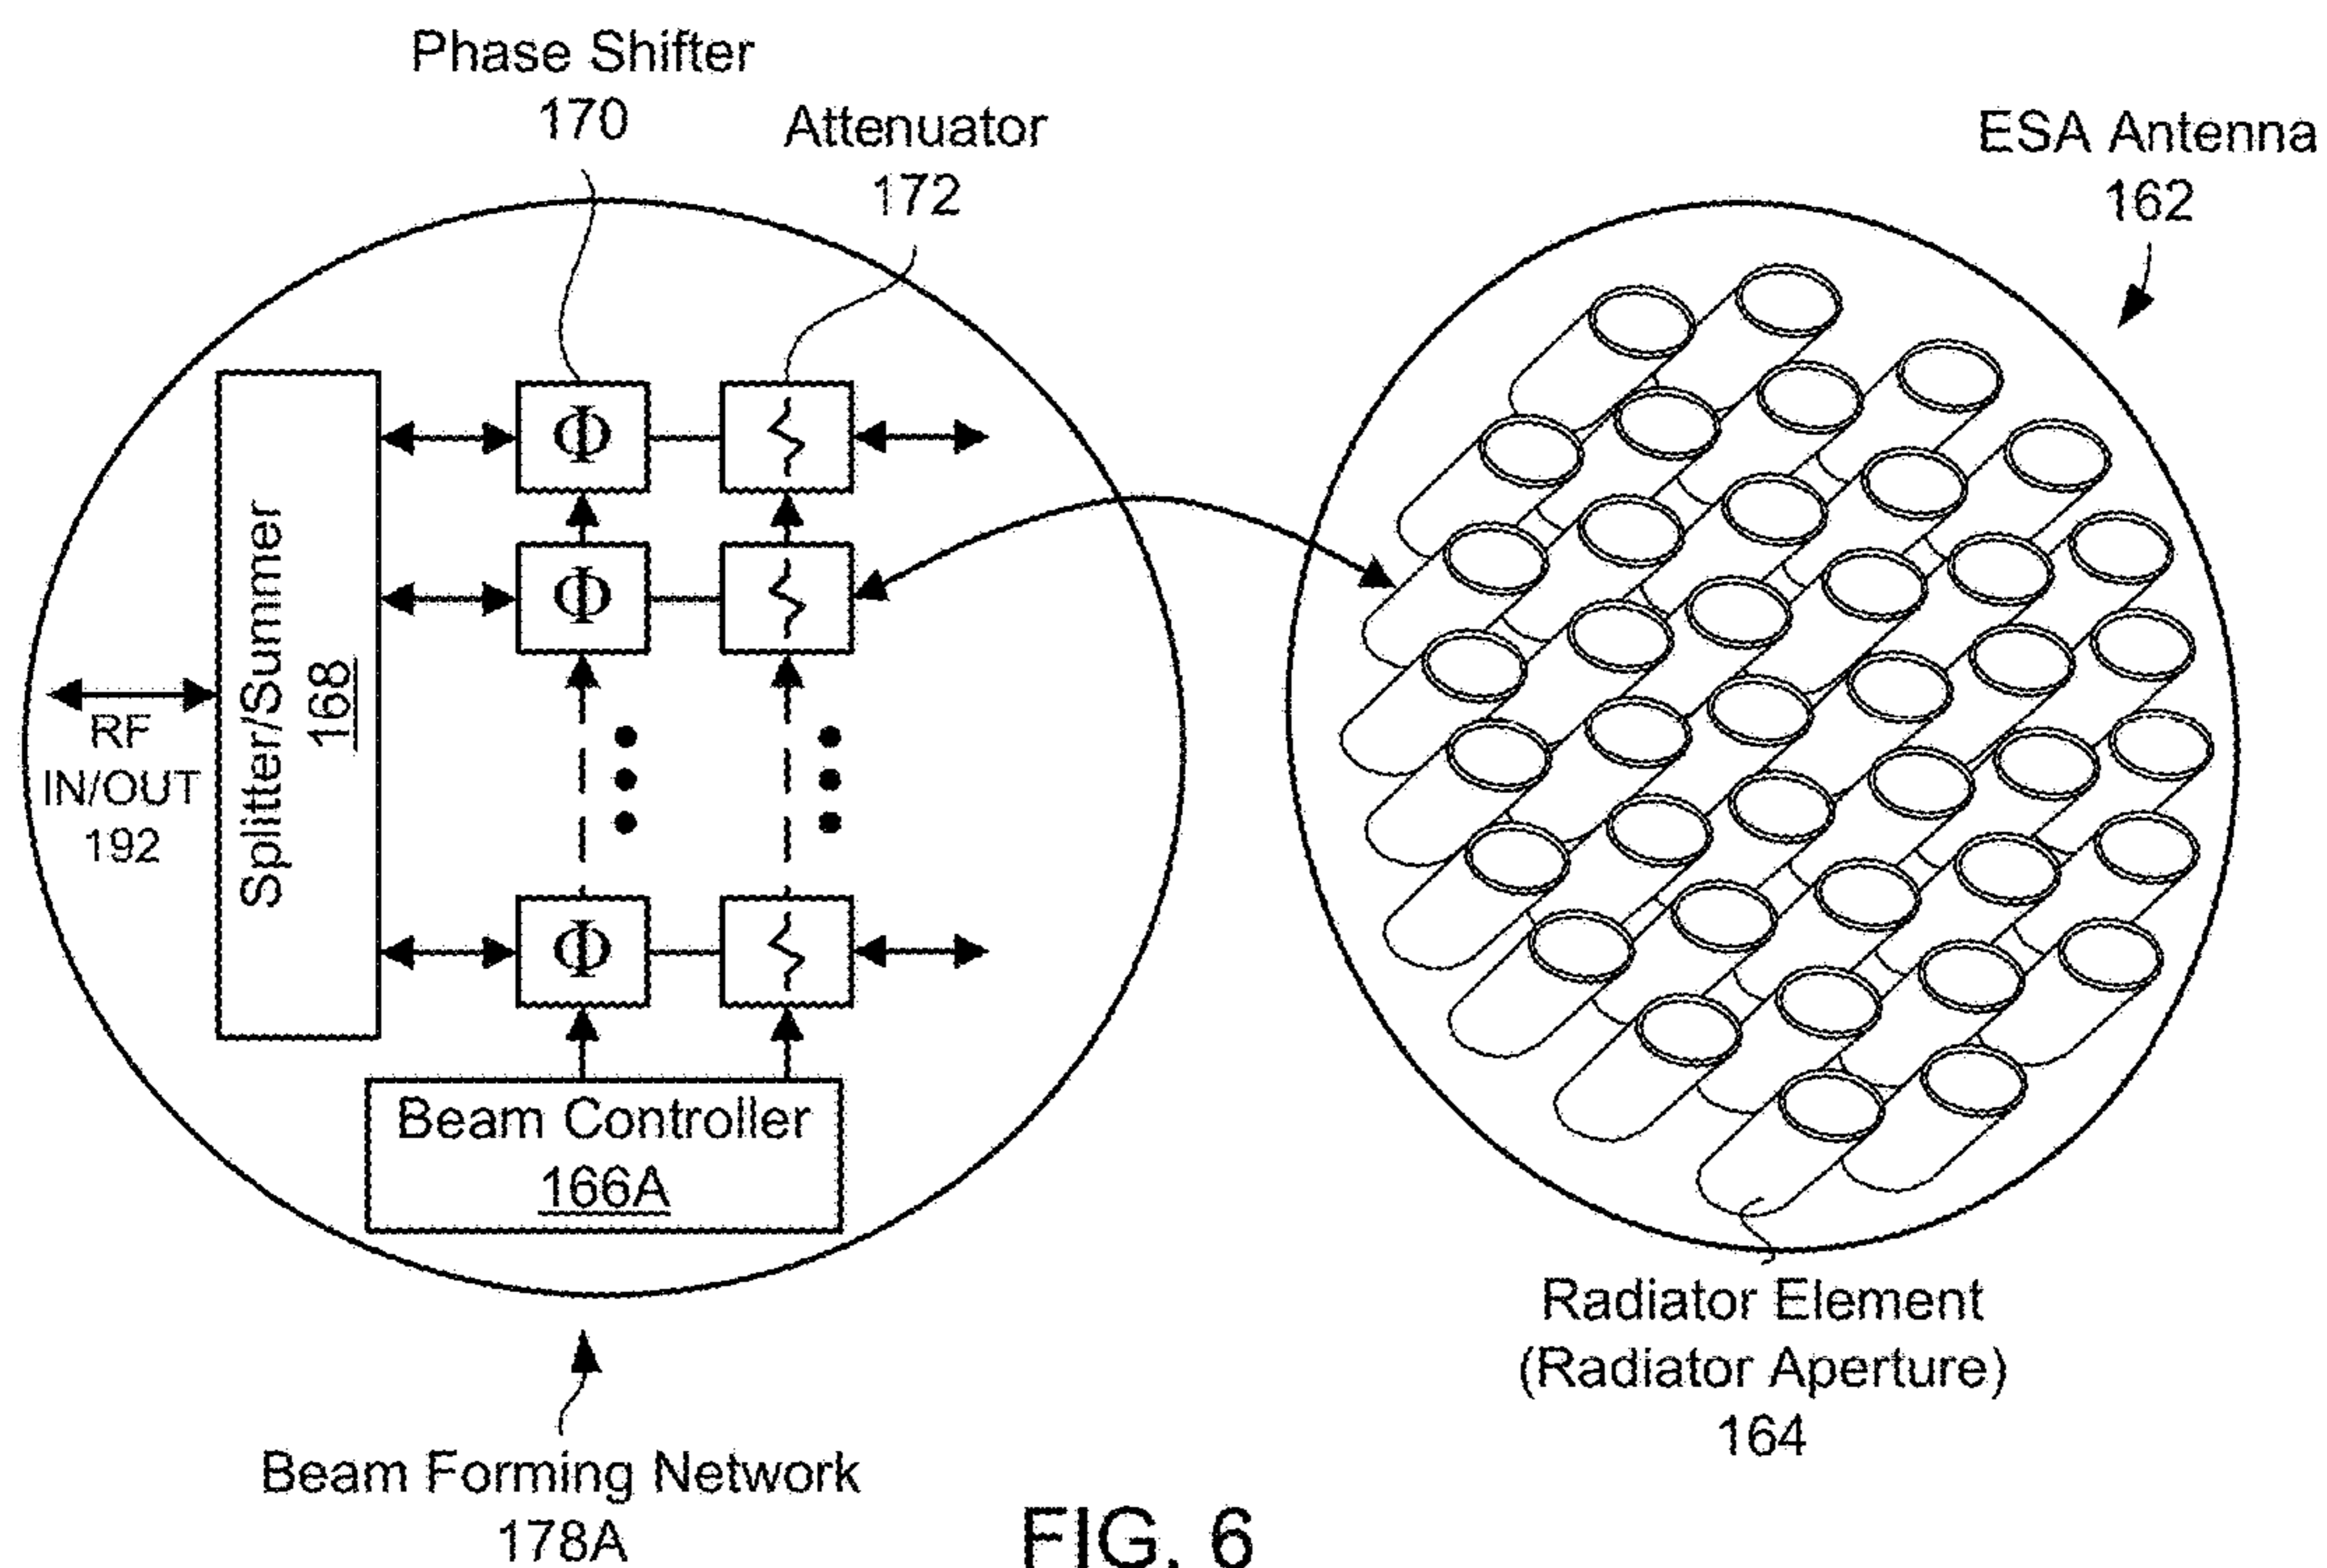 Phase Shifter
170
Attenuator
172
ESA Antenna
162
Φ
Φ
Φ
Splitter/Summer
168
RF
IN/OUT
192
Beam Controller
166A
Radiator Element
(Radiator Aperture)
164
Beam Forming Network
178A
FIG. 6